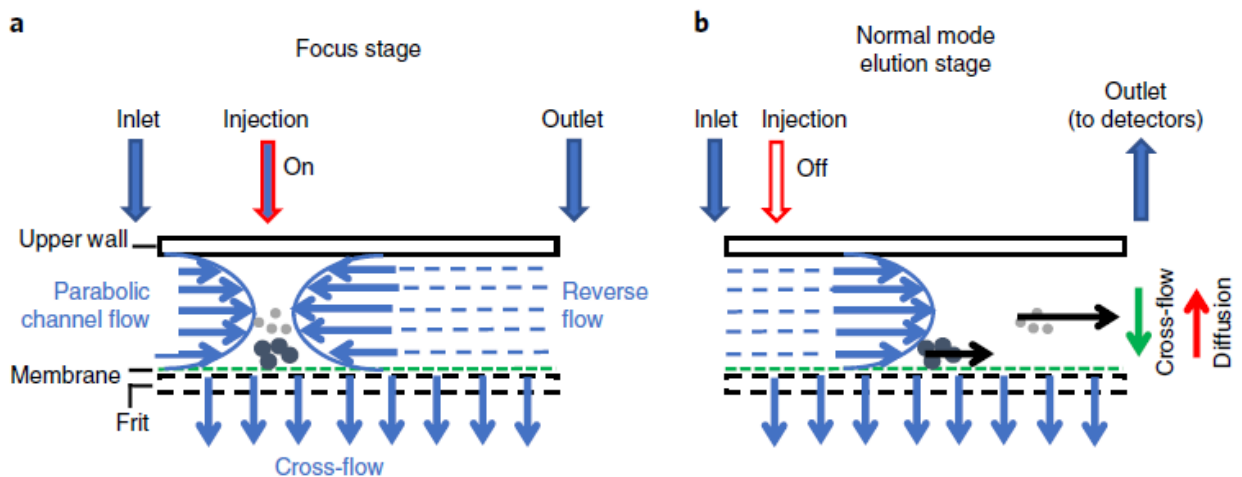 a
Focus stage
Inlet
Injection
On
Outlet
Upper wall
Parabolic
channel flow
Reverse
flow
Membrane
Frit
Cross-flow
b
Normal mode
elution stage
Inlet
Injection
Off
Outlet
(to detectors)
Cross-flow
Diffusion